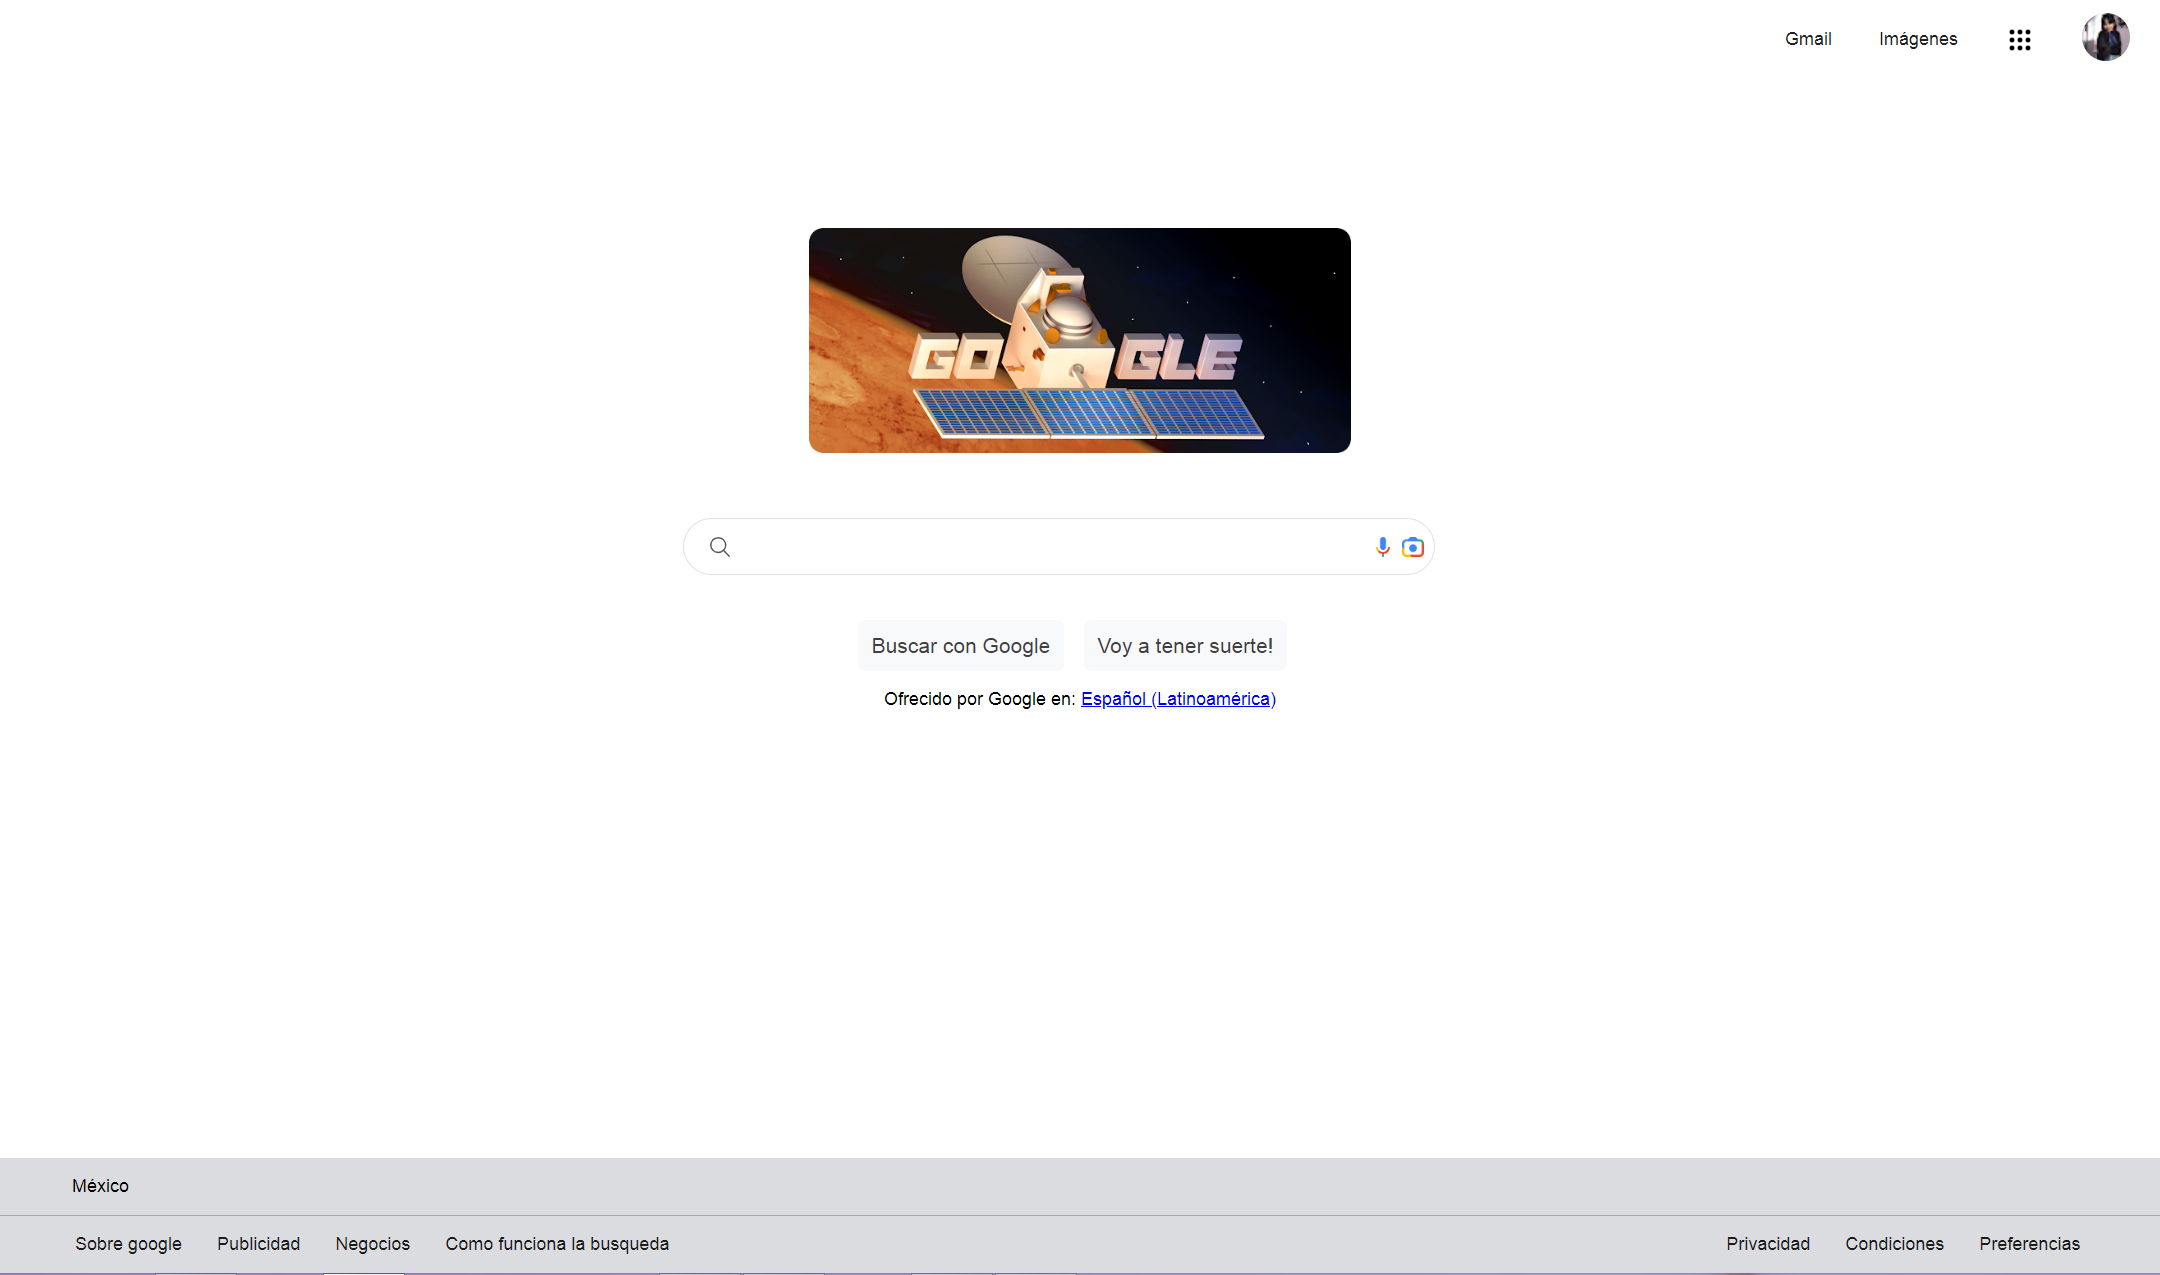 Gmail Imágenes
GO GLE
Buscar con Google Voy a tener suerte!
Ofrecido por Google en: Español (Latinoamérica)
México
Sobre google Publicidad Negocios Como funciona la busqueda Privacidad Condiciones Preferencias